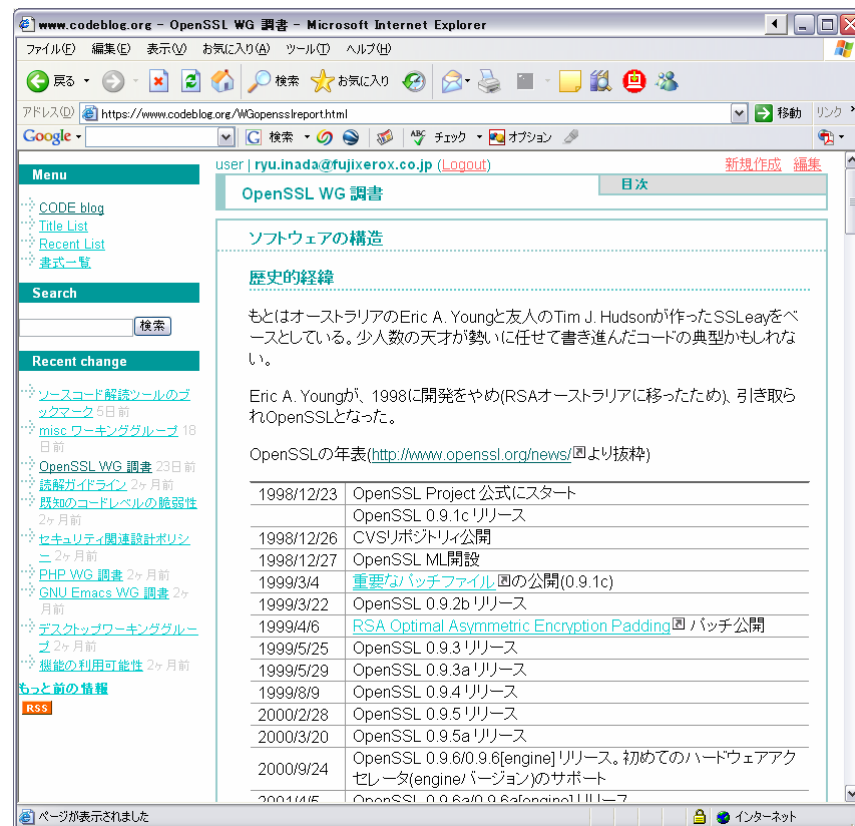 www.codeblog.org - OpenSSL WG 調書 - Microsoft Internet Explorer
ファイル(F) 編集(E) 表示(V) お気に入り(A) ツール(T) ヘルプ(H)
戻る 検索 お気に入り
アドレス(D) https://www.codeblog.org/WGopensslreport.html 移動 リンク
Google 検索 ABC チェック オプション
user | ryu.inada@fujixerox.co.jp (Logout) 新規作成 編集
Menu
CODE blog
Title List
Recent List
書式一覧
Search
検索
Recent change
ソースコード解読ツールのブ
ックマーク 5日前
misc ワーキンググループ 18
日前
OpenSSL WG 調書 23日前
読解ガイドライン 2ヶ月前
既知のコードレベルの脆弱性
2ヶ月前
セキュリティ関連設計ポリシ
ー 2ヶ月前
PHP WG 調書 2ヶ月前
GNU Emacs WG 調書 2ヶ
月前
デスクトップワーキンググルー
プ 2ヶ月前
機能の利用可能性 2ヶ月前
もっと前の情報
RSS
OpenSSL WG 調書
目次
ソフトウェアの構造
歴史的経緯
もとはオーストラリアのEric A. Youngと友人のTim J. Hudsonが作ったSSLeayをベ
ースとしている。少人数の天才が勢いに任せて書き進んだコードの典型かもしれな
い。
Eric A. Youngが、1998に開発をやめ(RSAオーストラリアに移ったため)、引き取ら
れOpenSSLとなった。
OpenSSLの年表(http://www.openssl.org/news/より抜粋)
1998/12/23 OpenSSL Project 公式にスタート
OpenSSL 0.9.1c リリース
1998/12/26 CVSリポジトリィ公開
1998/12/27 OpenSSL ML開設
1999/3/4 重要なパッチファイルの公開(0.9.1c)
1999/3/22 OpenSSL 0.9.2b リリース
1999/4/6 RSA Optimal Asymmetric Encryption Padding パッチ公開
1999/5/25 OpenSSL 0.9.3 リリース
1999/5/29 OpenSSL 0.9.3a リリース
1999/8/9 OpenSSL 0.9.4 リリース
2000/2/28 OpenSSL 0.9.5 リリース
2000/3/20 OpenSSL 0.9.5a リリース
2000/9/24 OpenSSL 0.9.6/0.9.6[engine] リリース。初めてのハードウェアアク
セレータ(engineバージョン)のサポート
2001/4/5 OpenSSL 0.9.6a/0.9.6a[engine] リリース
ページが表示されました インターネット